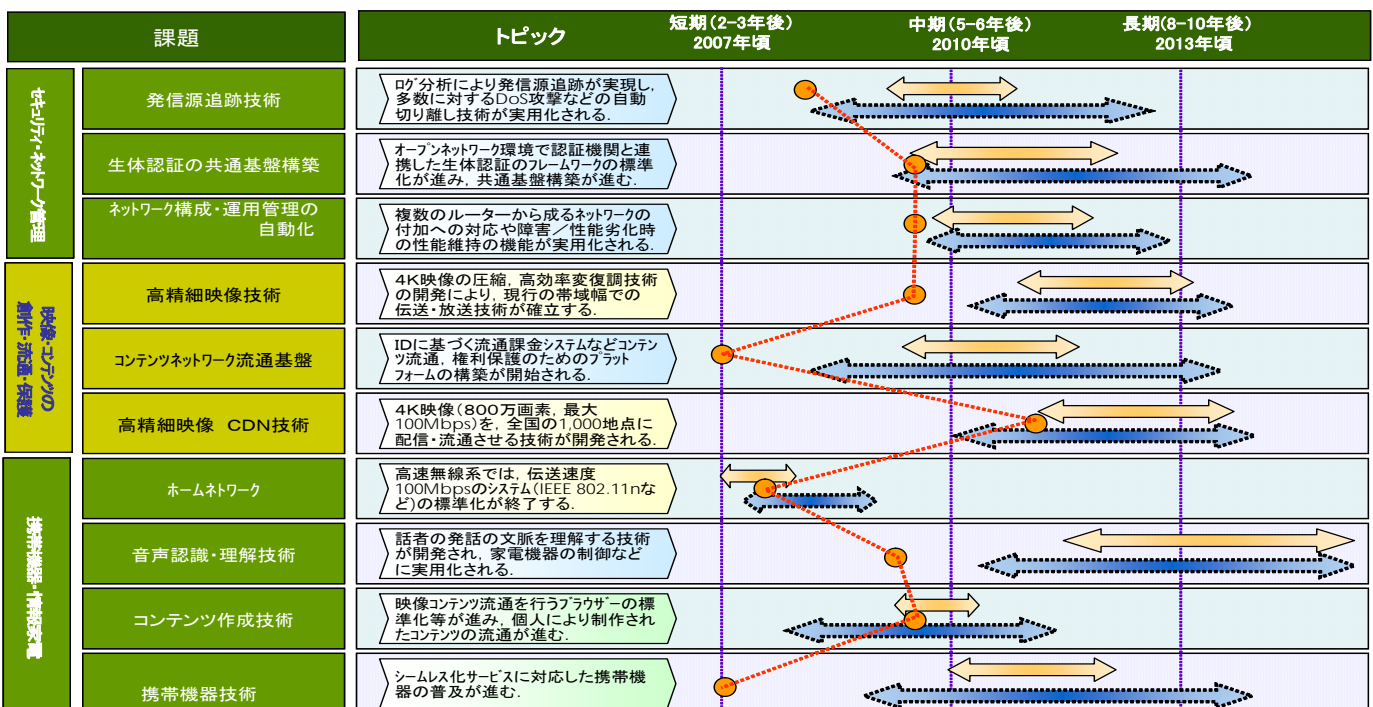 課題
トピック
短期(2-3年後)
2007年頃
中期(5-6年後)
2010年頃
長期(8-10年後)
2013年頃
セキュリティ・ネットワーク管理
発信源追跡技術
ログ分析により発信源追跡が実現し,
多数に対するDoS攻撃などの自動
切り離し技術が実用化される.
生体認証の共通基盤構築
オープンネットワーク環境で認証機関と連
携した生体認証のフレームワークの標準
化が進み,共通基盤構築が進む.
ネットワーク構成・運用管理の
自動化
複数のルーターから成るネットワークの
付加への対応や障害/性能劣化時
の性能維持の機能が実用化される.
映像・コンテンツの
創作・流通・保護
高精細映像技術
4K映像の圧縮,高効率変復調技術
の開発により,現行の帯域幅での
伝送・放送技術が確立する.
コンテンツネットワーク流通基盤
IDに基づく流通課金システムなどコンテン
ツ流通,権利保護のためのプラット
フォームの構築が開始される.
高精細映像 CDN技術
4K映像(800万画素,最大
100Mbps)を,全国の1,000地点に
配信・流通させる技術が開発される.
携帯機器・情報家電
ホームネットワーク
高速無線系では,伝送速度
100Mbpsのシステム(IEEE 802.11nな
ど)の標準化が終了する.
音声認識・理解技術
話者の発話の文脈を理解する技術
が開発され,家電機器の制御など
に実用化される.
コンテンツ作成技術
映像コンテンツ流通を行うブラウザーの標
準化等が進み,個人により制作され
たコンテンツの流通が進む.
携帯機器技術
シームレス化サービスに対応した携帯機
器の普及が進む.